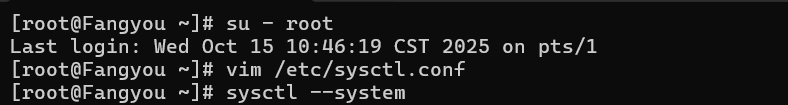 [root@Fangyou ~]# su - root
Last login: Wed Oct 15 10:46:19 CST 2025 on pts/1
[root@Fangyou ~]# vim /etc/sysctl.conf
[root@Fangyou ~]# sysctl --system